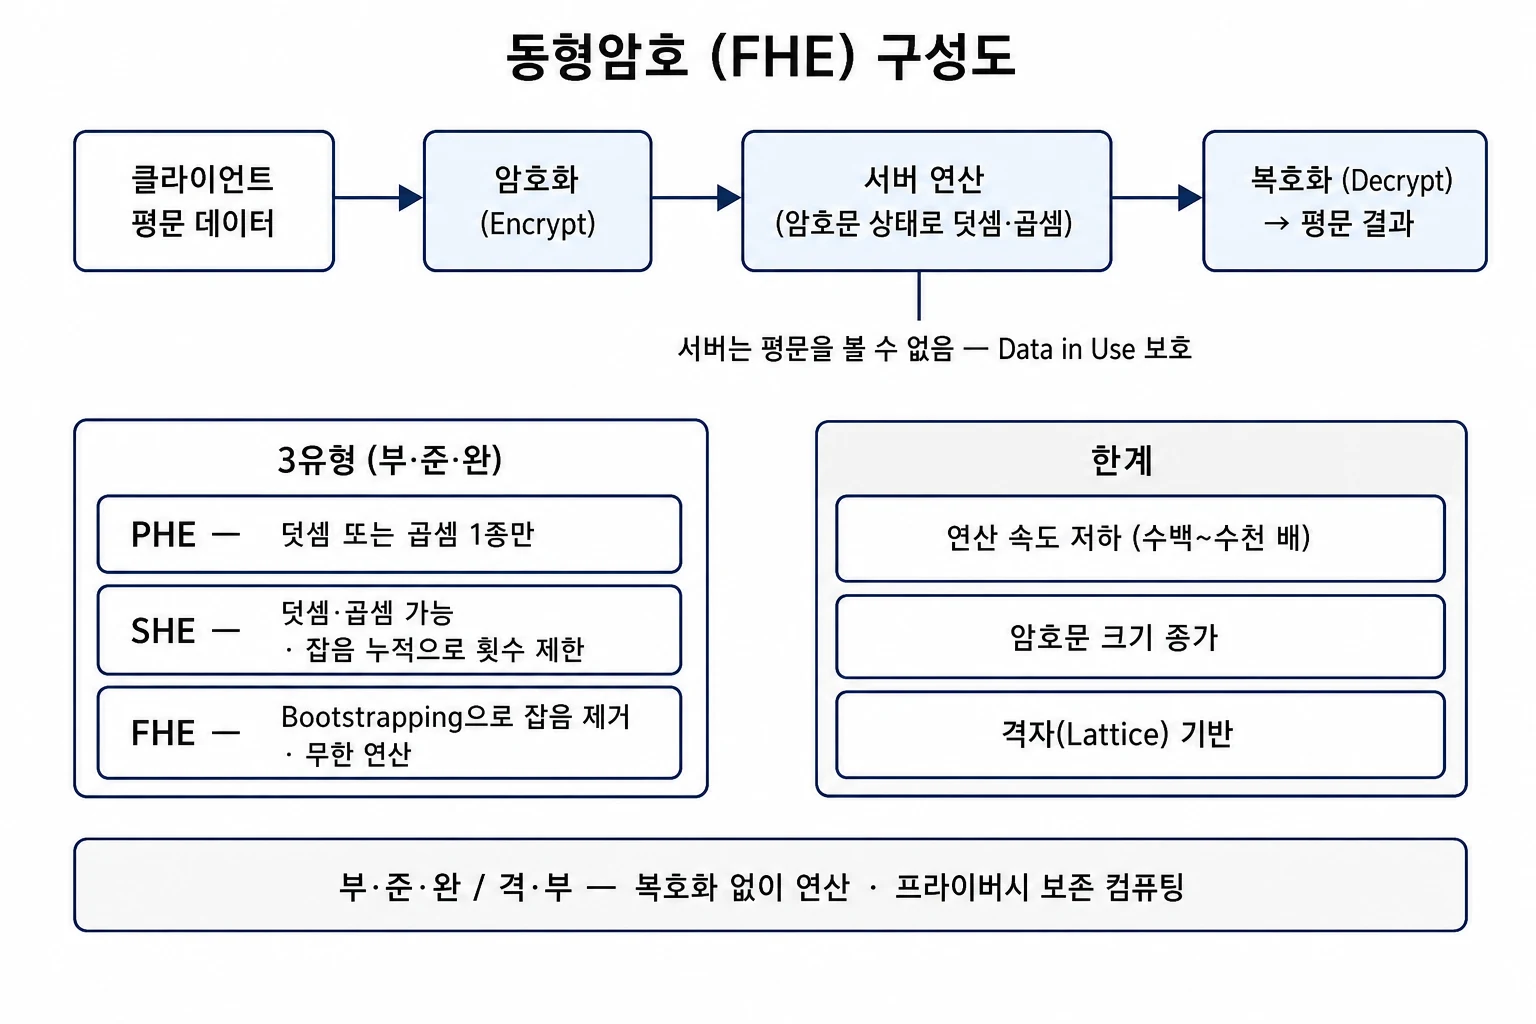 동형암호 (FHE) 구성도
클라이언트
평문 데이터
암호화
(Encrypt)
서버 연산
(암호문 상태로 덧셈·곱셈)
복호화 (Decrypt)
→ 평문 결과
서버는 평문을 볼 수 없음 — Data in Use 보호
3유형 (부·준·완)
PHE — 덧셈 또는 곱셈 1종만
SHE — 덧셈·곱셈 가능
· 잡음 누적으로 횟수 제한
FHE — Bootstrapping으로 잡음 제거
· 무한 연산
한계
연산 속도 저하 (수백~수천 배)
암호문 크기 종가
격자(Lattice) 기반
부·준·완 / 격·부 — 복호화 없이 연산 · 프라이버시 보존 컴퓨팅